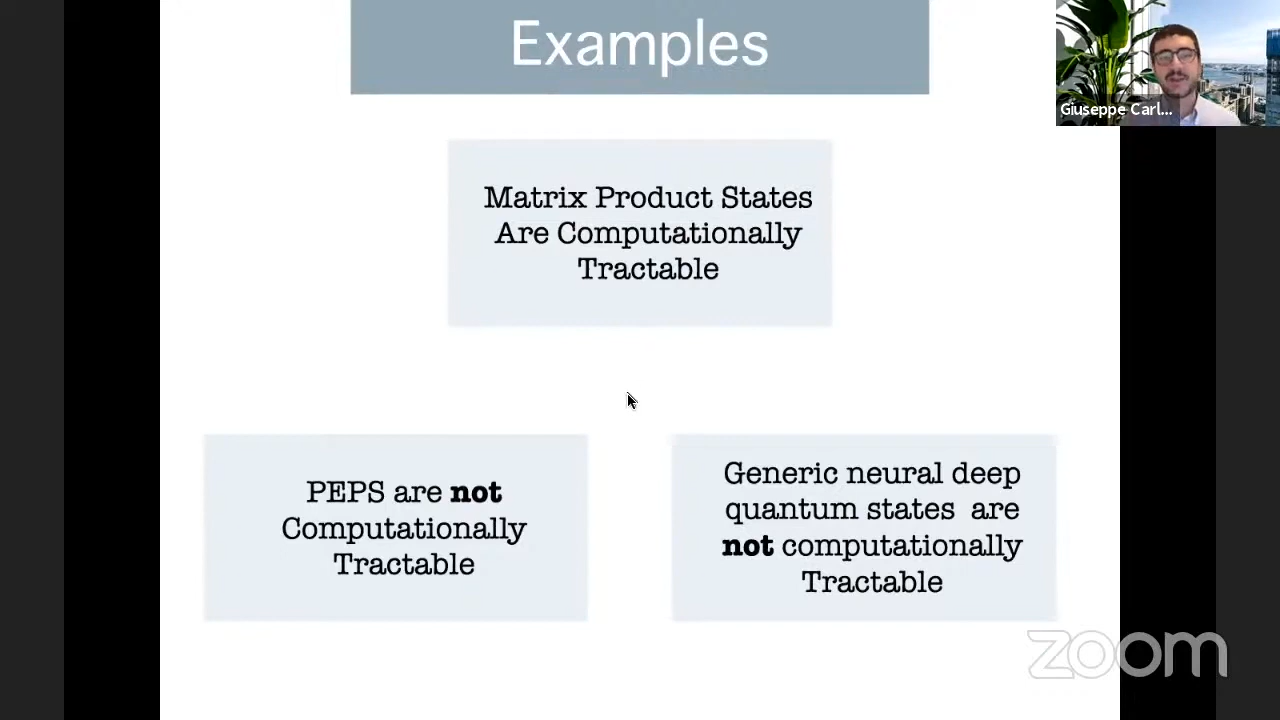 Examples
Giuseppe Carl...
Matrix Product States
Are Computationally
Tractable
PEPS are not
Computationally
Tractable
Generic neural deep
quantum states are
not computationally
Tractable
zoom